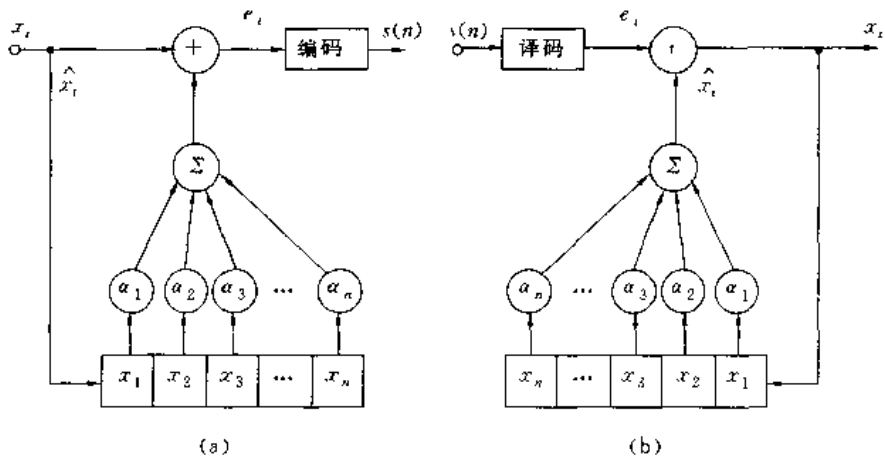 x_t e_t s(n)
+ 编码
x̂_t
Σ
α_1 α_2 α_3 ... α_n
x_1 x_2 x_3 ... x_n
(a)
(n) e_t x_t
译码
x̂_t
Σ
α_n ... α_3 α_2 α_1
x_n ... x_3 x_2 x_1
(b)